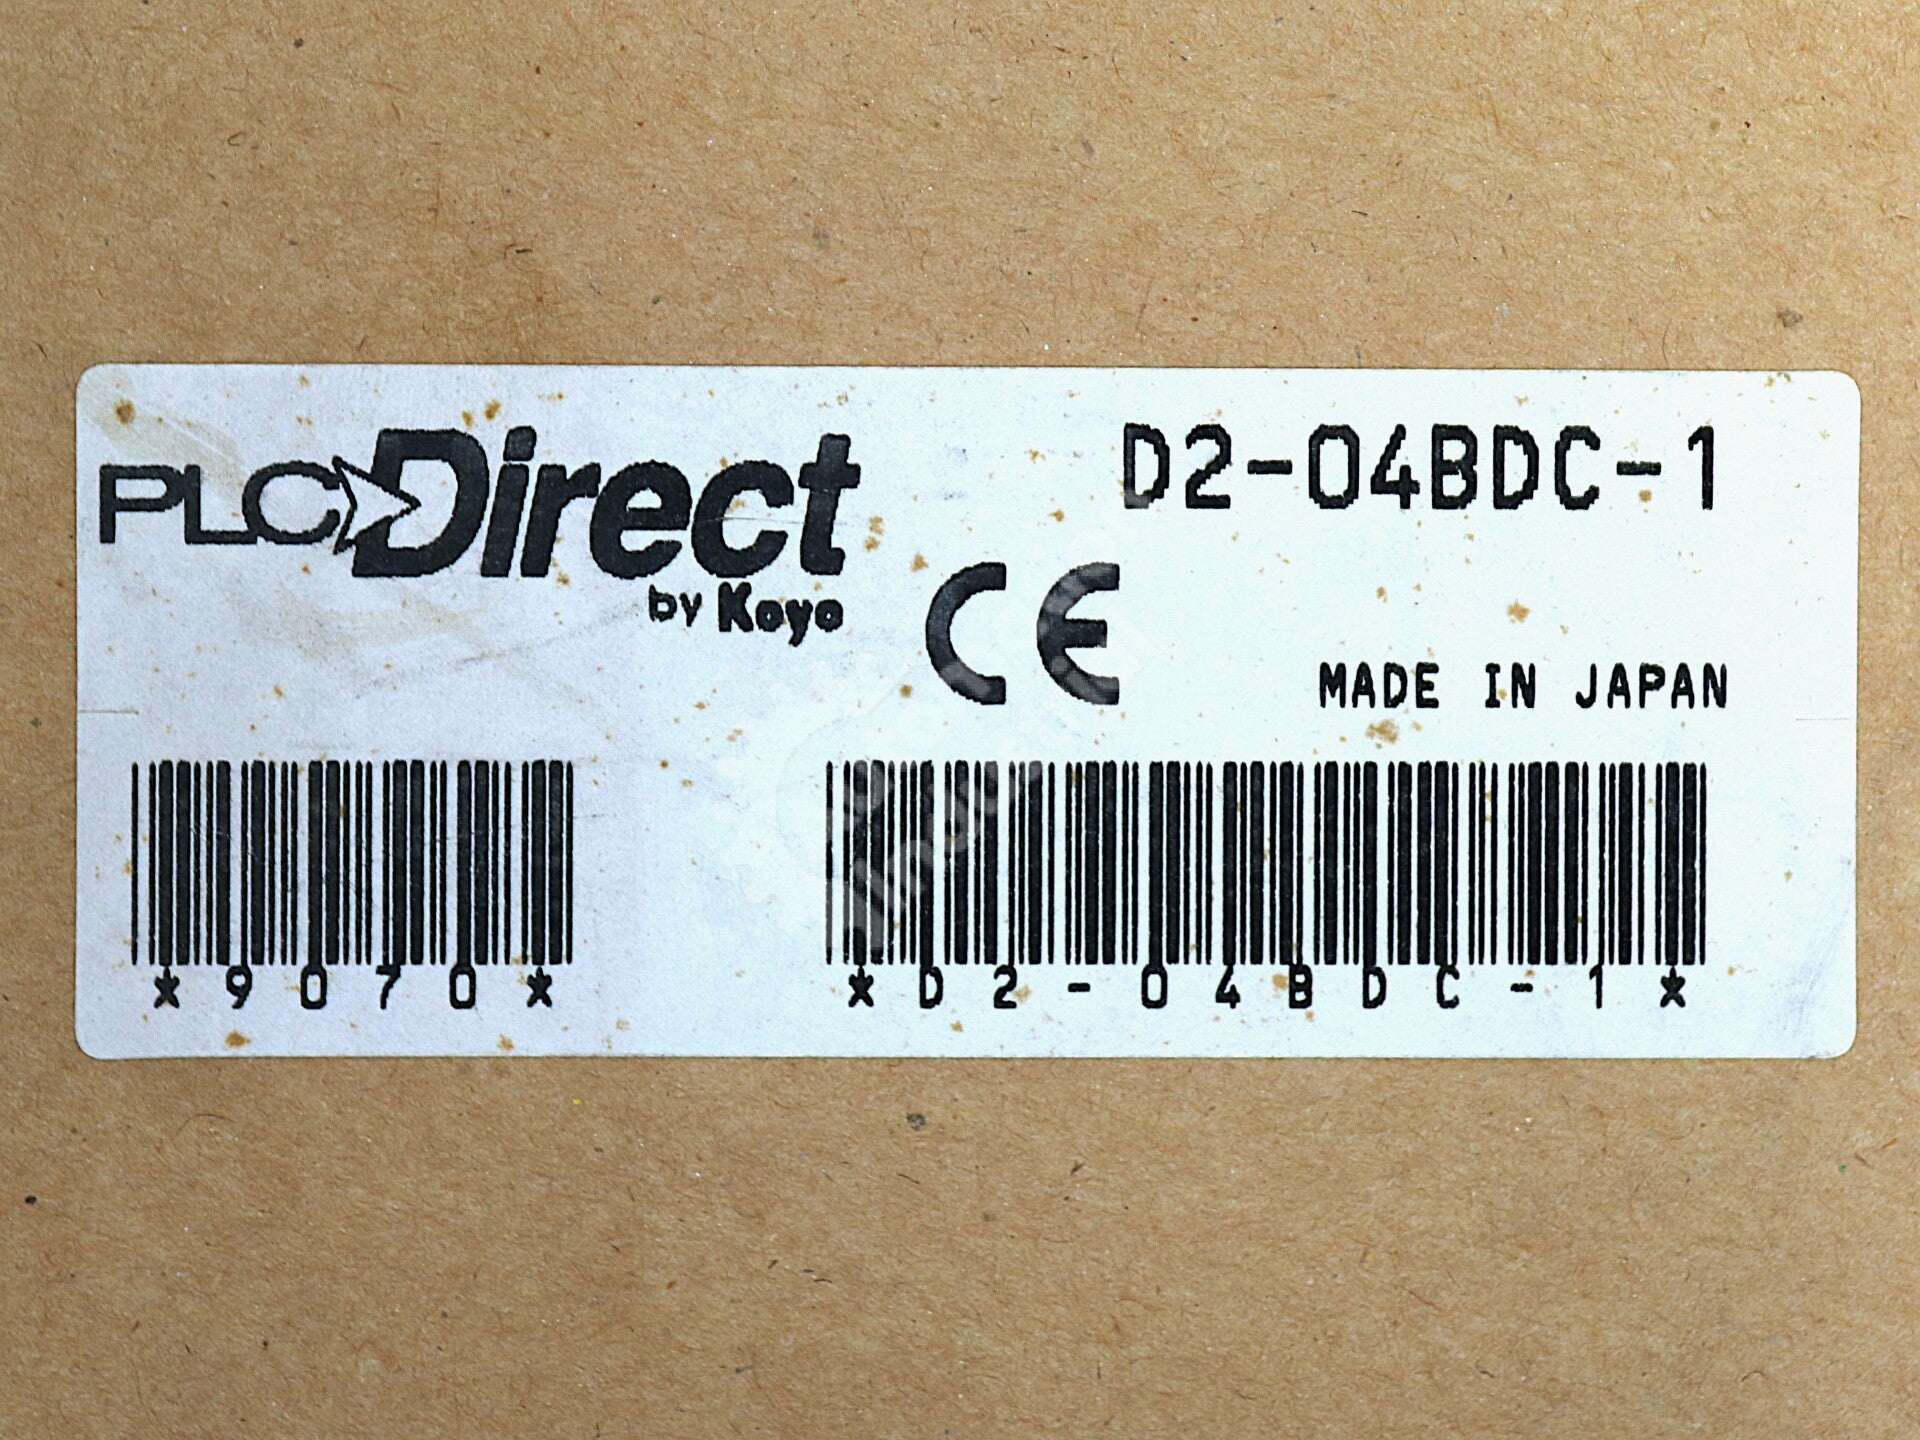 PLC Direct
by Koyo
D2-04BDC-1
CE
MADE IN JAPAN
*9070*
*D2-04BDC-1*